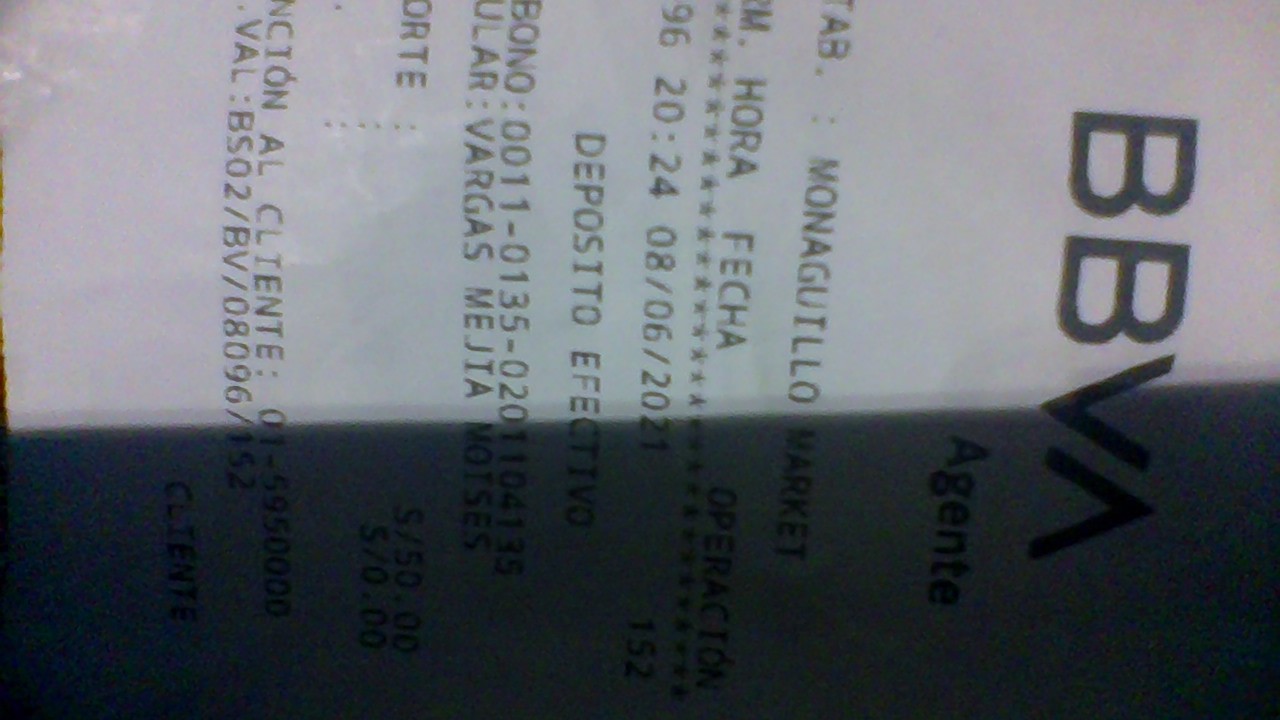 BBVA
Agente
TAB. : MONAGUILLO MARKET
RM. HORA FECHA OPERACIÓN
*******************************
96 20:24 08/06/2021 152
DEPOSITO EFECTIVO
BONO:0011-0135-0201104135
ULAR:VARGAS MEJIA MOISES
ORTE : S/50.00
: S/0.00
. :
NCIÓN AL CLIENTE: 01-5950000
.VAL:BS02/BV/08096/152
CLIENTE